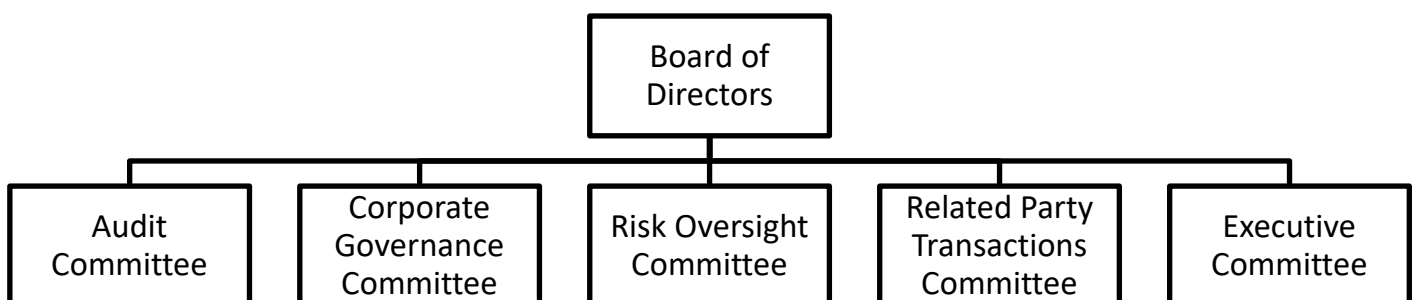 Board of
Directors
Audit
Committee
Corporate
Governance
Committee
Risk Oversight
Committee
Related Party
Transactions
Committee
Executive
Committee